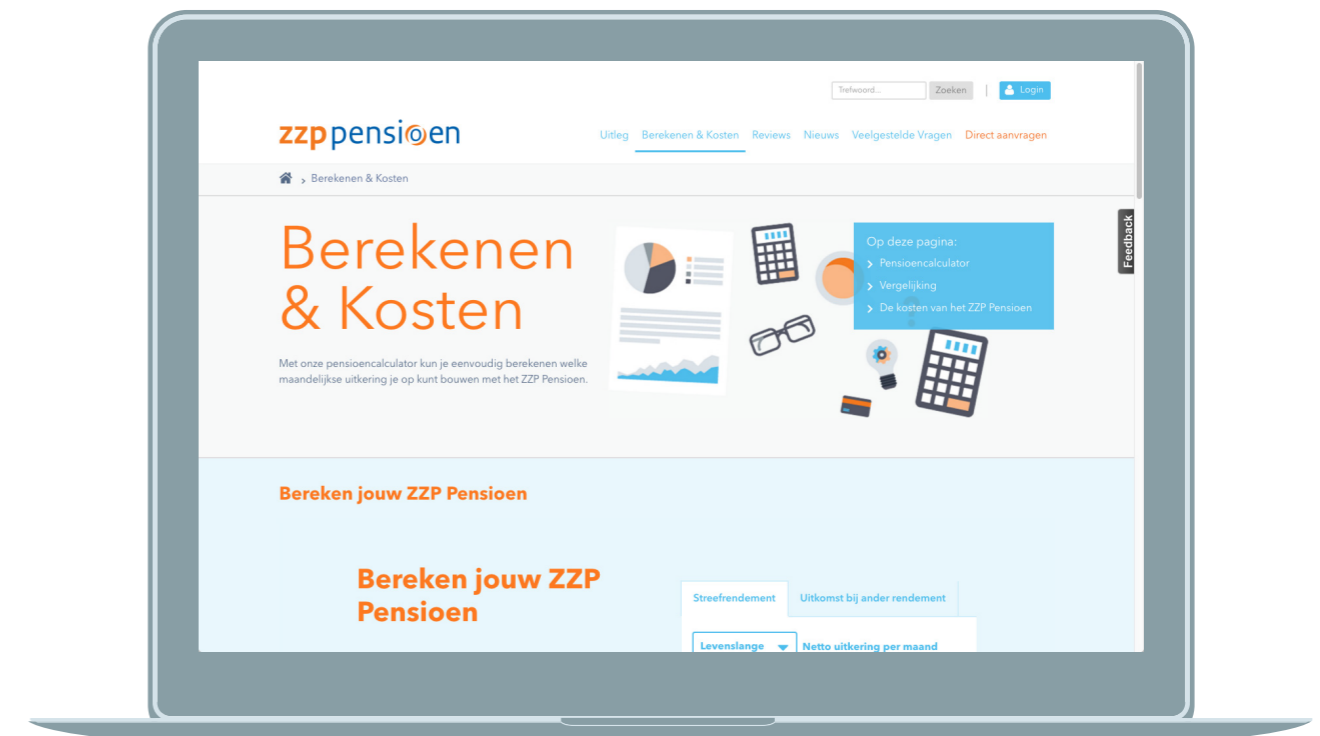 Trefwoord... Zoeken | Login
zzp pensioen
Uitleg Berekenen & Kosten Reviews Nieuws Veelgestelde Vragen Direct aanvragen
> Berekenen & Kosten
Feedback
Berekenen
& Kosten
Met onze pensioencalculator kun je eenvoudig berekenen welke
maandelijkse uitkering je op kunt bouwen met het ZZP Pensioen.
Op deze pagina:
> Pensioencalculator
> Vergelijking
> De kosten van het ZZP Pensioen
Bereken jouw ZZP Pensioen
Bereken jouw ZZP
Pensioen
Streefrendement Uitkomst bij ander rendement
Levenslange Netto uitkering per maand